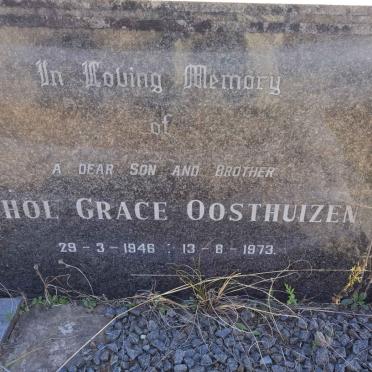 In Loving Memory
of
A DEAR SON AND BROTHER
HOL GRACE OOSTHUIZEN
29 - 3 - 1946 : 13 - 8 - 1973.